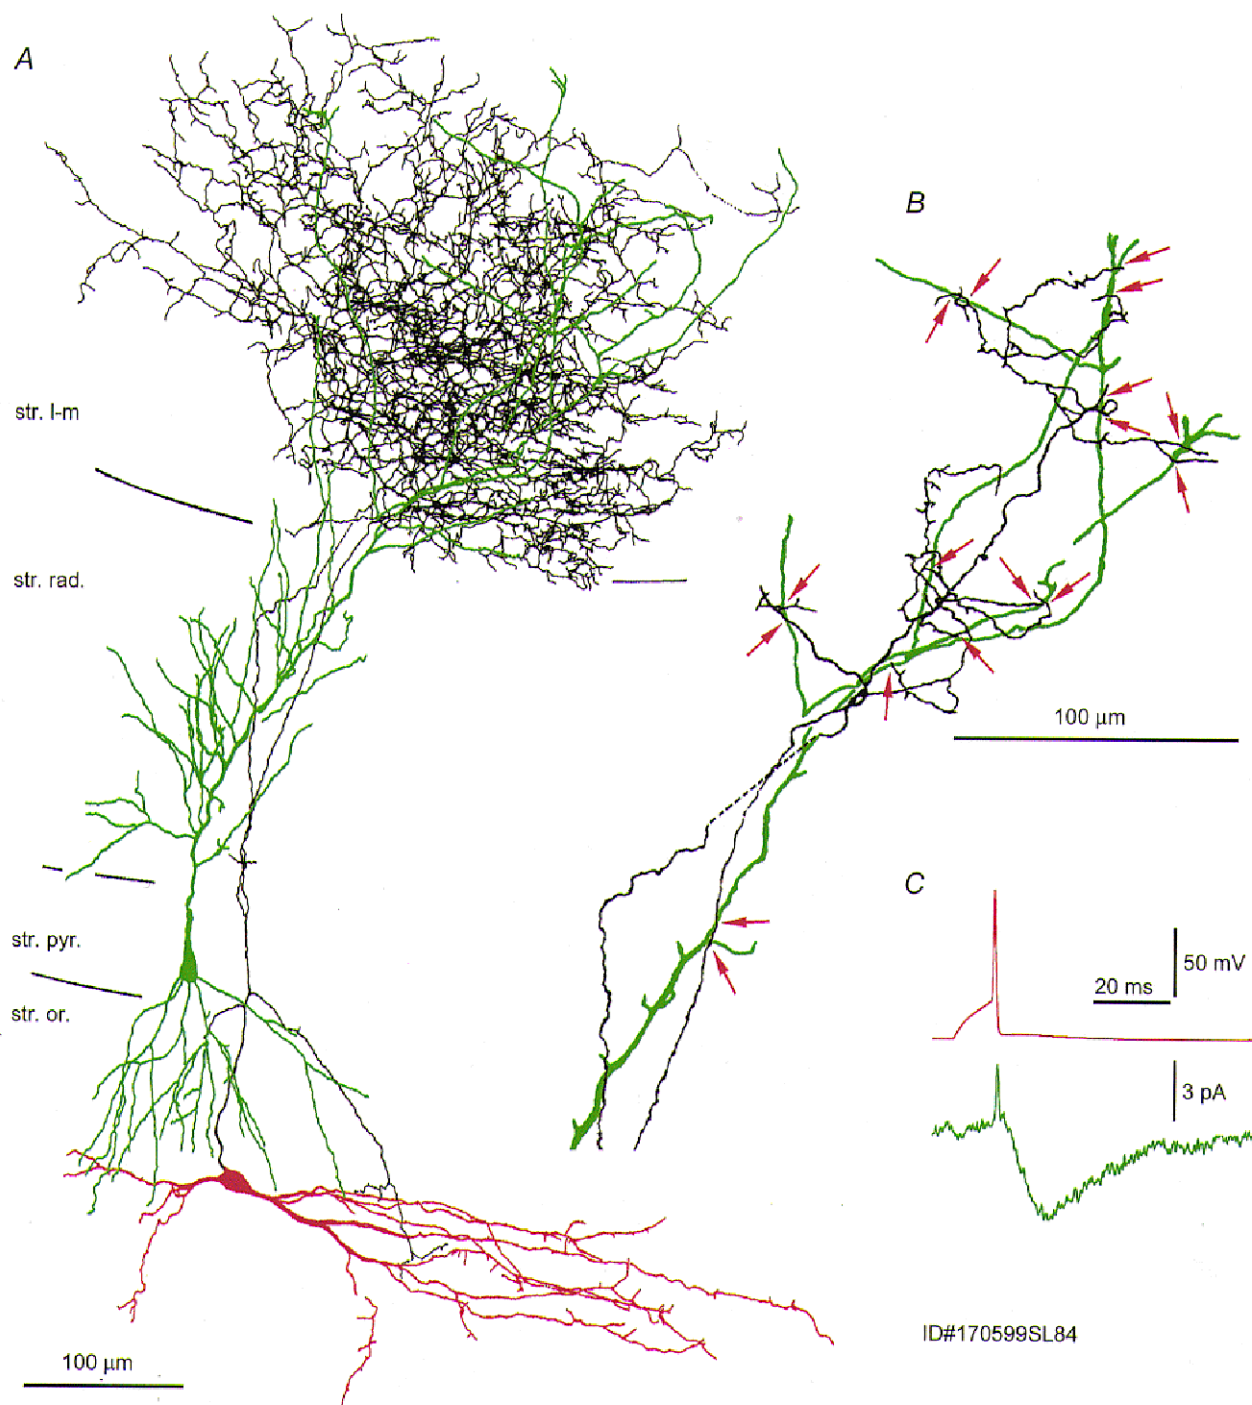 A
B
str. l-m
str. rad.
100 µm
C
str. pyr.
50 mV
20 ms
str. or.
3 pA
ID#170599SL84
100 µm